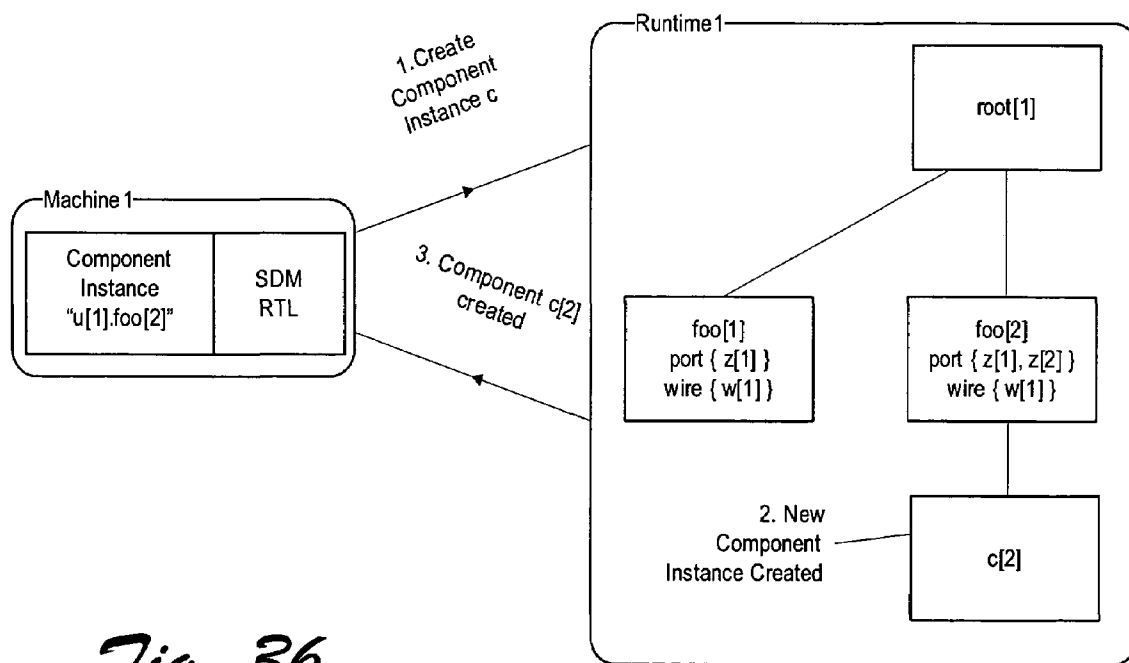 Runtime1
1.Create
Component
Instance c
root[1]
Machine1
Component
Instance
"u[1].foo[2]"
SDM
RTL
3. Component c[2]
created
foo[1]
port { z[1] }
wire { w[1] }
foo[2]
port { z[1], z[2] }
wire { w[1] }
2. New
Component
Instance Created
c[2]
Fig. 36